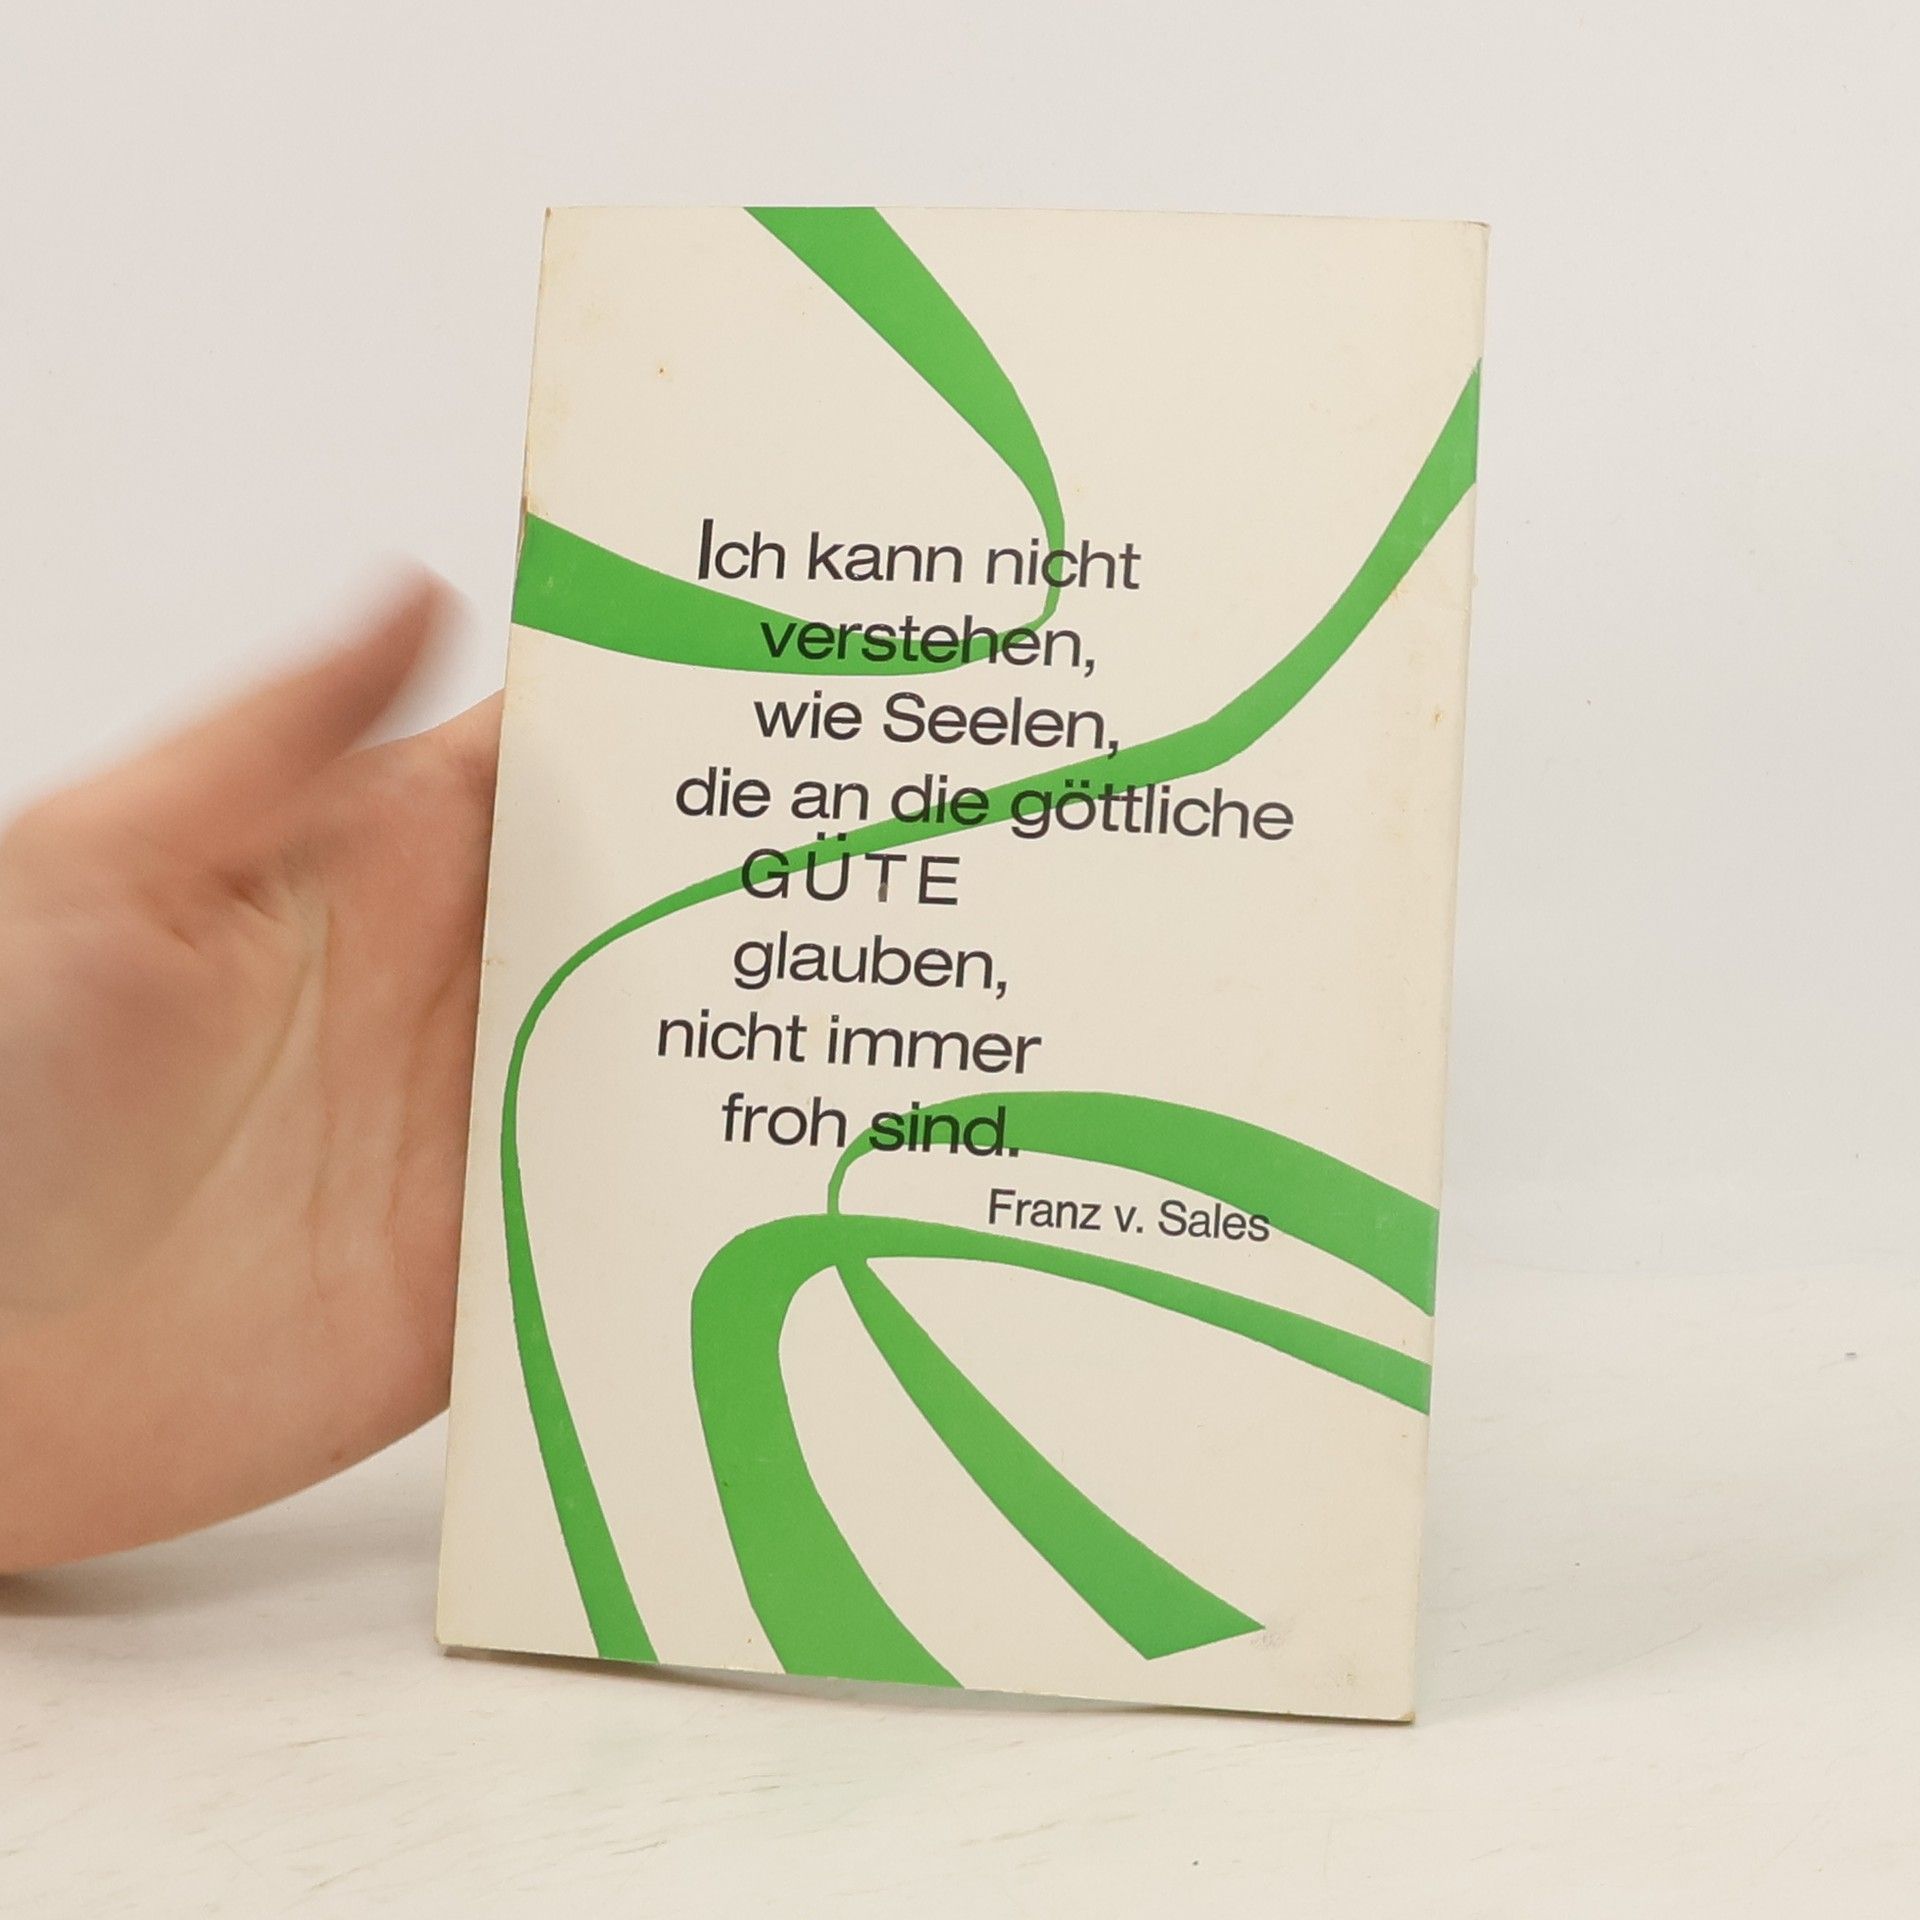 Ich kann nicht
verstehen,
wie Seelen,
die an die göttliche
GÜTE
glauben,
nicht immer
froh sind.
Franz v. Sales